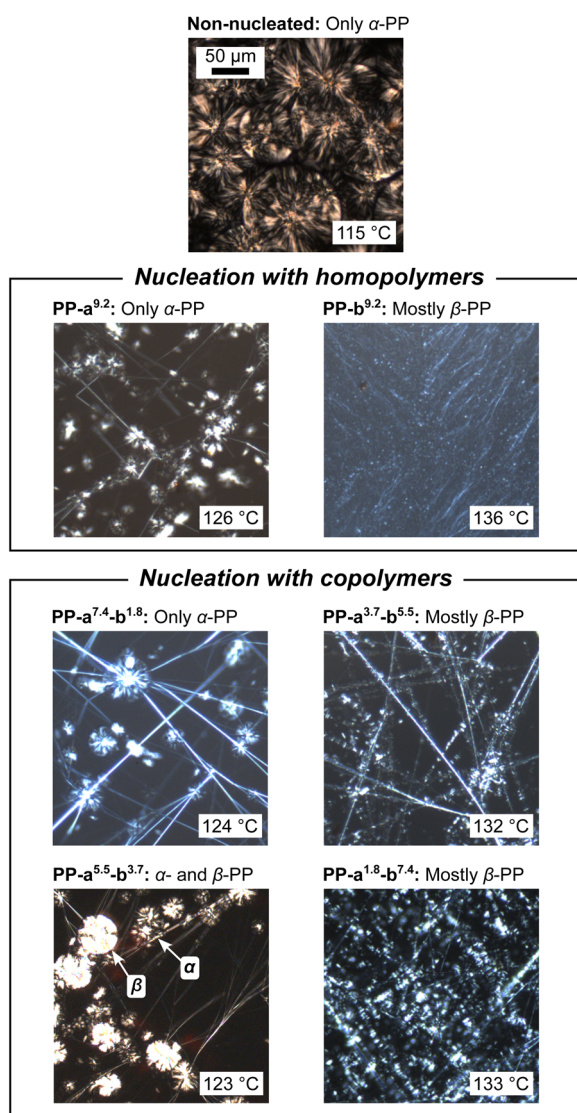 Non-nucleated: Only α-PP
50 μm
115 °C
Nucleation with homopolymers
PP-a9.2: Only α-PP
PP-b9.2: Mostly β-PP
126 °C
136 °C
Nucleation with copolymers
PP-a7.4-b1.8: Only α-PP
PP-a3.7-b5.5: Mostly β-PP
124 °C
132 °C
PP-a5.5-b3.7: α- and β-PP
PP-a1.8-b7.4: Mostly β-PP
α
β
123 °C
133 °C